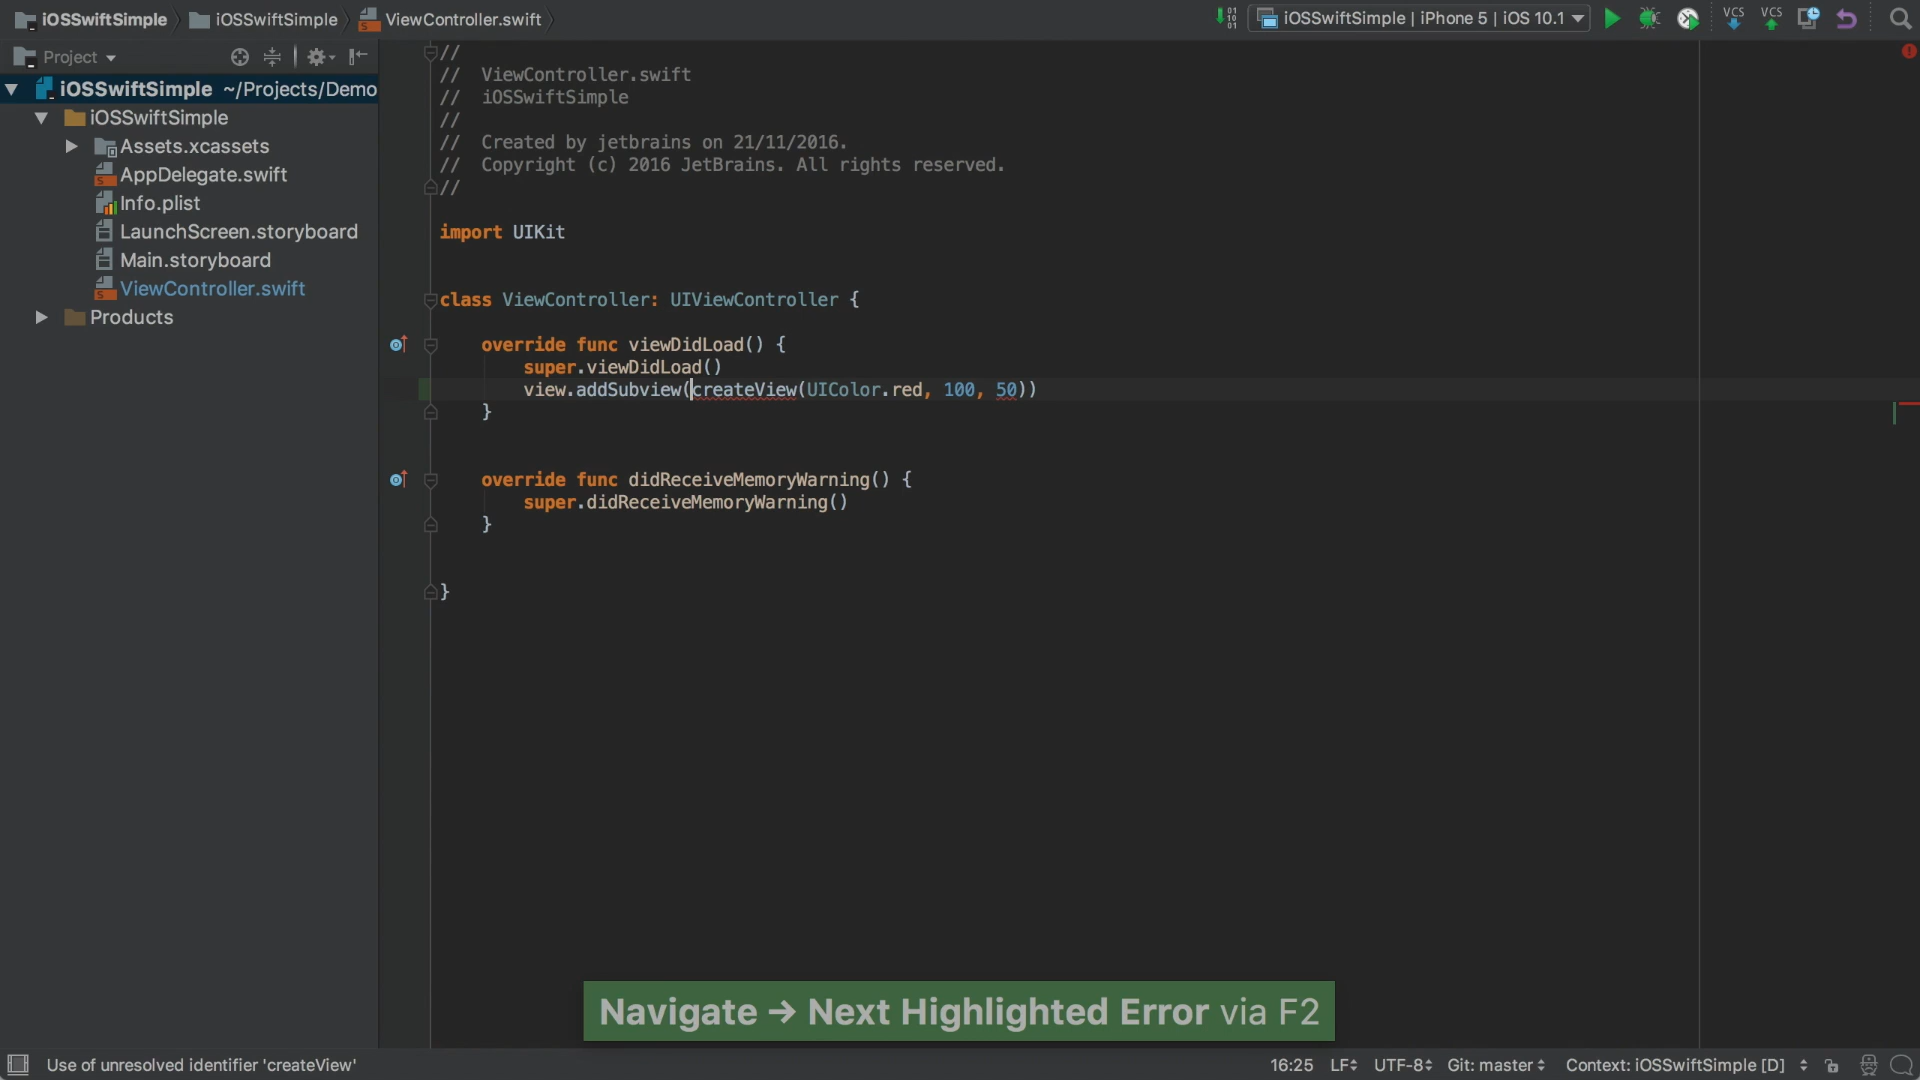 iOSSwiftSimple
iOSSwiftSimple
ViewController.swift
iOSSwiftSimple | iPhone 5 | iOS 10.1
VCS
VCS
Project
iOSSwiftSimple ~/Projects/Demo
iOSSwiftSimple
Assets.xcassets
AppDelegate.swift
Info.plist
LaunchScreen.storyboard
Main.storyboard
ViewController.swift
Products
//
// ViewController.swift
// iOSSwiftSimple
//
// Created by jetbrains on 21/11/2016.
// Copyright (c) 2016 JetBrains. All rights reserved.
//
import UIKit
class ViewController: UIViewController {
override func viewDidLoad() {
super.viewDidLoad()
view.addSubview(createView(UIColor.red, 100, 50))
}
override func didReceiveMemoryWarning() {
super.didReceiveMemoryWarning()
}
}
Navigate → Next Highlighted Error via F2
Use of unresolved identifier 'createView'
16:25 LF UTF-8 Git: master Context: iOSSwiftSimple [D]